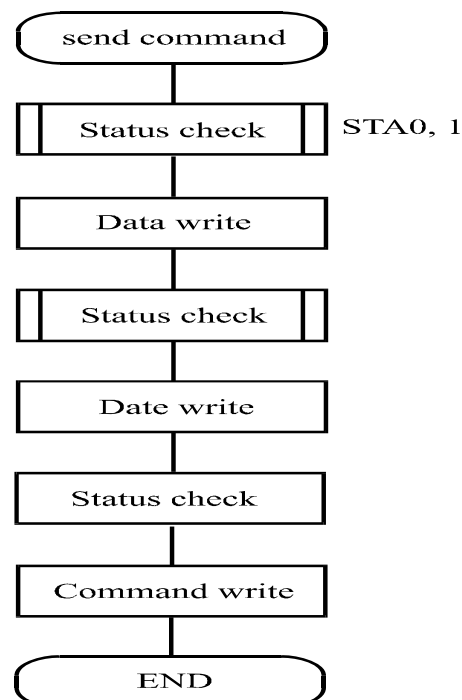 send command
Status check
STA0, 1
Data write
Status check
Date write
Status check
Command write
END